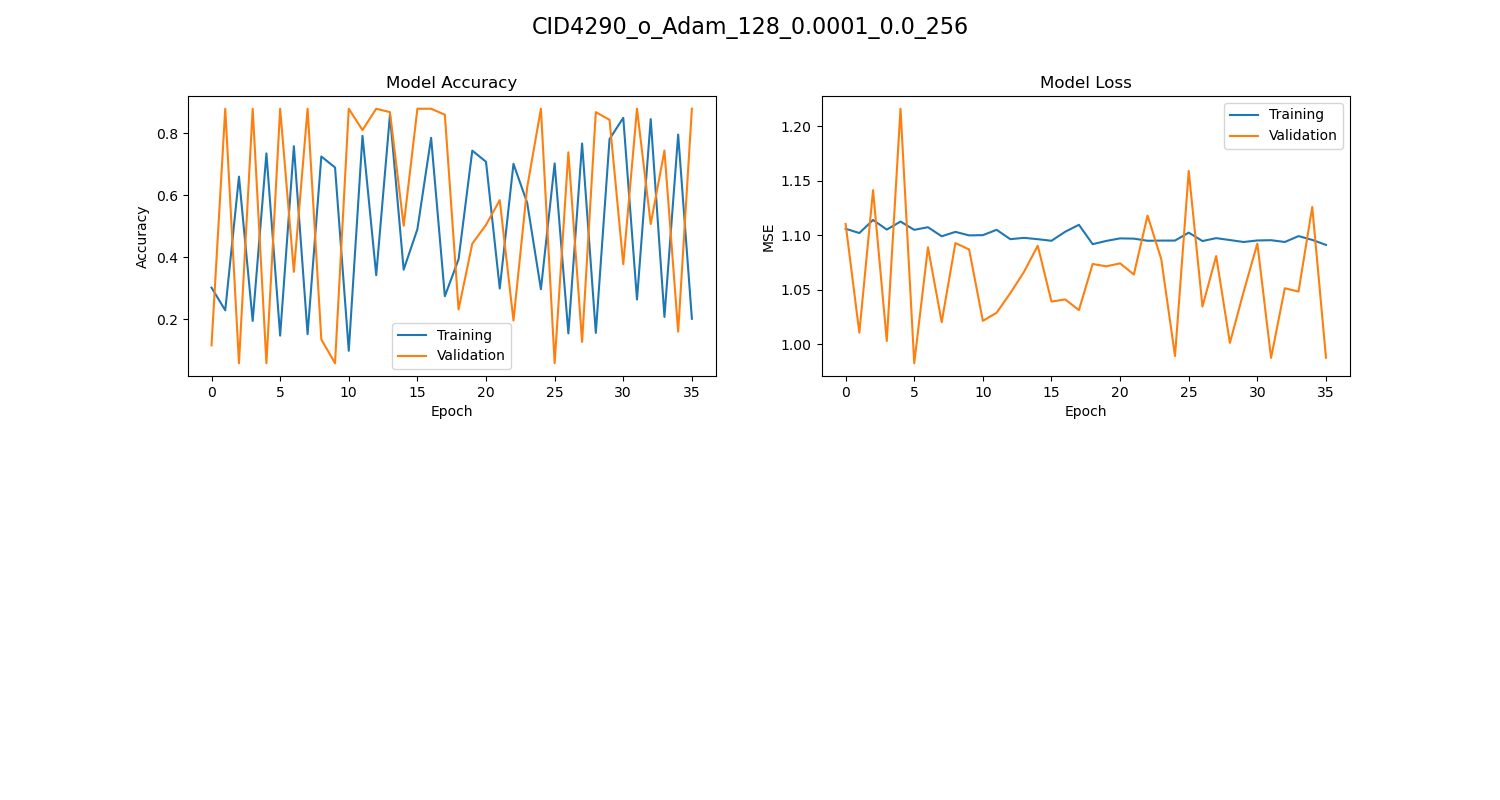 CID4290_o_Adam_128_0.0001_0.0_256
Model Accuracy
Accuracy
0.8
0.6
0.4
0.2
Training
Validation
0 5 10 15 20 25 30 35
Epoch
Model Loss
MSE
1.20
1.15
1.10
1.05
1.00
Training
Validation
0 5 10 15 20 25 30 35
Epoch